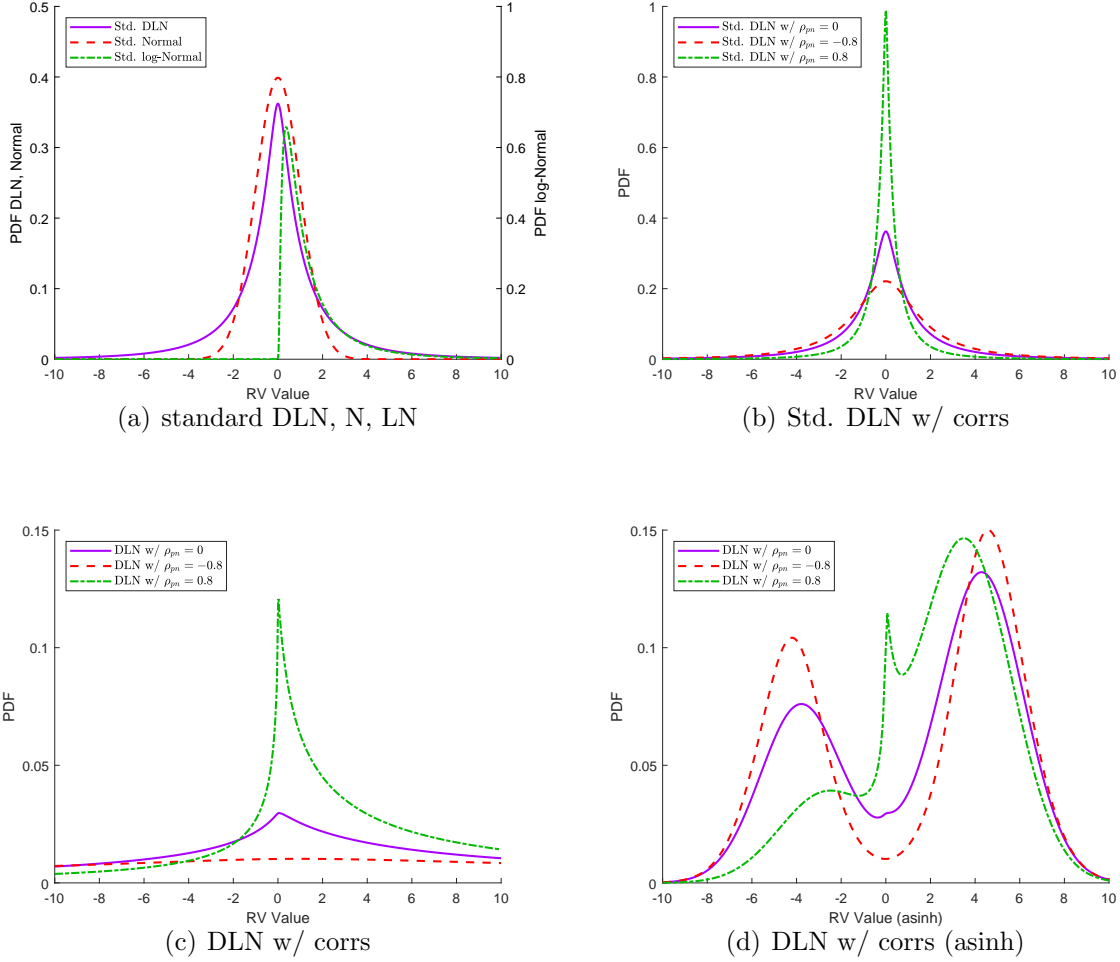 0.5
0.4
0.3
0.2
0.1
0
PDF DLN, Normal
Std. DLN
Std. Normal
Std. log-Normal
1
0.8
0.6
0.4
0.2
0
PDF log-Normal
-10 -8 -6 -4 -2 0 2 4 6 8 10
RV Value
(a) standard DLN, N, LN
1
0.8
0.6
0.4
0.2
0
PDF
Std. DLN w/ ρpn = 0
Std. DLN w/ ρpn = −0.8
Std. DLN w/ ρpn = 0.8
-10 -8 -6 -4 -2 0 2 4 6 8 10
RV Value
(b) Std. DLN w/ corrs
0.15
0.1
0.05
0
PDF
DLN w/ ρpn = 0
DLN w/ ρpn = −0.8
DLN w/ ρpn = 0.8
-10 -8 -6 -4 -2 0 2 4 6 8 10
RV Value
(c) DLN w/ corrs
0.15
0.1
0.05
0
PDF
DLN w/ ρpn = 0
DLN w/ ρpn = −0.8
DLN w/ ρpn = 0.8
-10 -8 -6 -4 -2 0 2 4 6 8 10
RV Value (asinh)
(d) DLN w/ corrs (asinh)